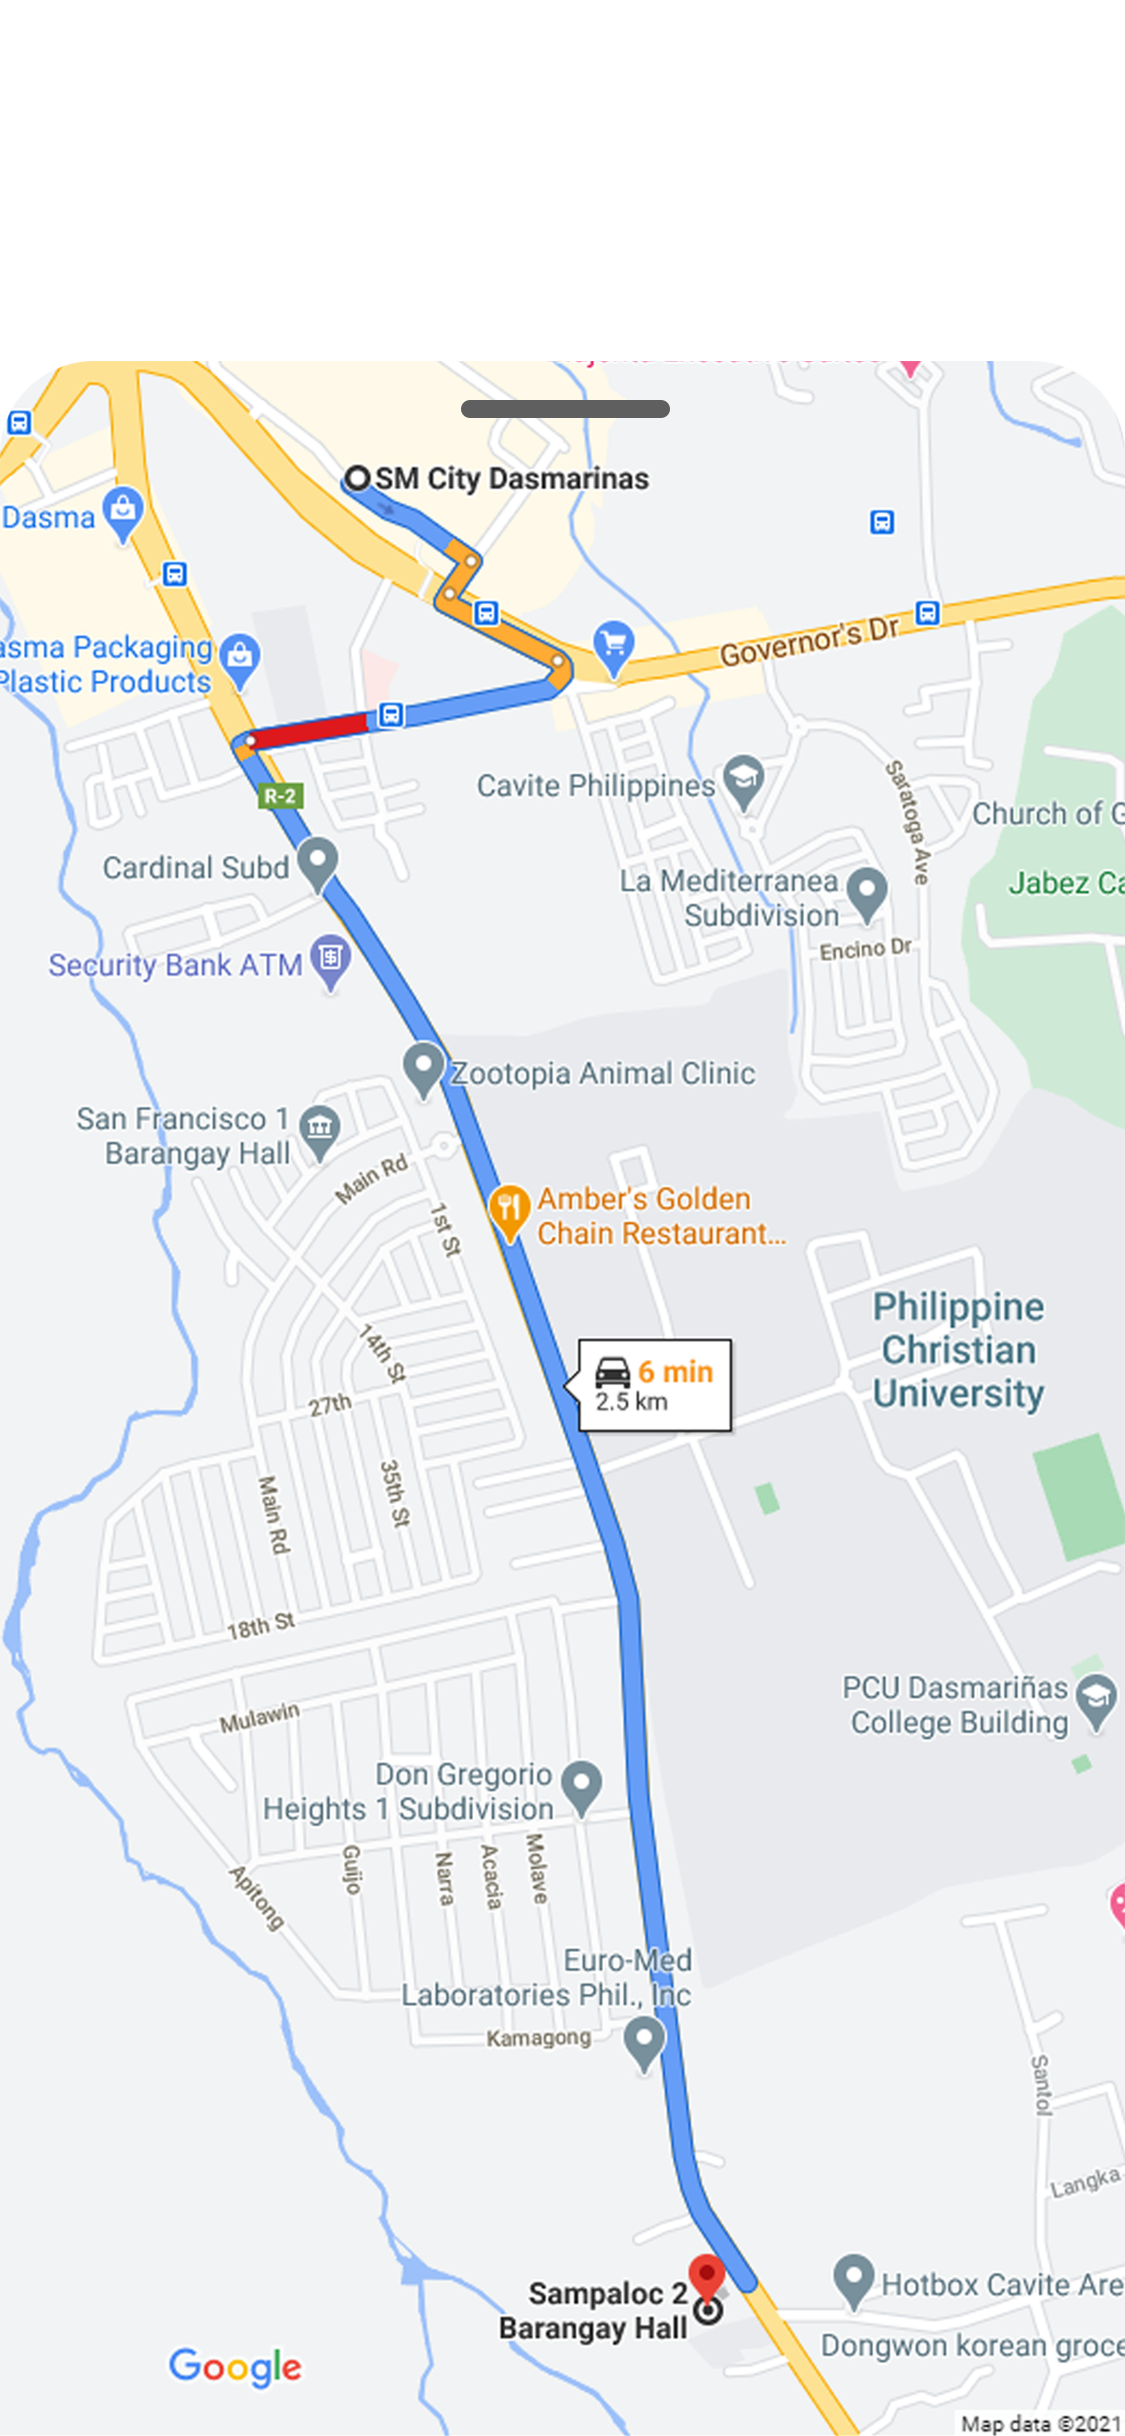 SM City Dasmarinas
Dasma
asma Packaging
Plastic Products
Governor's Dr
R-2
Cardinal Subd
Cavite Philippines
Saratoga Ave
Church of G
Jabez Ca
La Mediterranea
Subdivision
Encino Dr
Security Bank ATM
Zootopia Animal Clinic
San Francisco 1
Barangay Hall
Main Rd
1st St
Amber's Golden
Chain Restaurant...
Philippine
Christian
University
14th St
6 min
2.5 km
27th
35th St
Main Rd
18th St
PCU Dasmariñas
College Building
Mulawin
Don Gregorio
Heights 1 Subdivision
Guijo
Narra
Acacia
Molave
Apitong
Euro-Med
Laboratories Phil., Inc
Kamagong
Santol
Langka
Sampaloc 2
Barangay Hall
Hotbox Cavite Are
Dongwon korean groce
Google
Map data ©2021